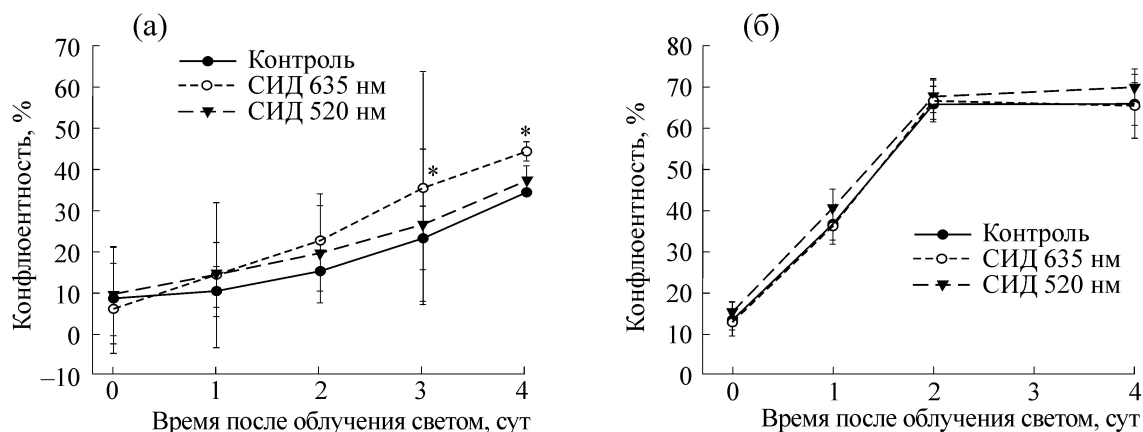 (а)
70
60
50
40
30
20
10
0
–10
Конфлюентность, %
Контроль
СИД 635 нм
СИД 520 нм
*
*
0 1 2 3 4
Время после облучения светом, сут
(б)
80
70
60
50
40
30
20
10
0
Конфлюентность, %
Контроль
СИД 635 нм
СИД 520 нм
0 1 2 3 4
Время после облучения светом, сут